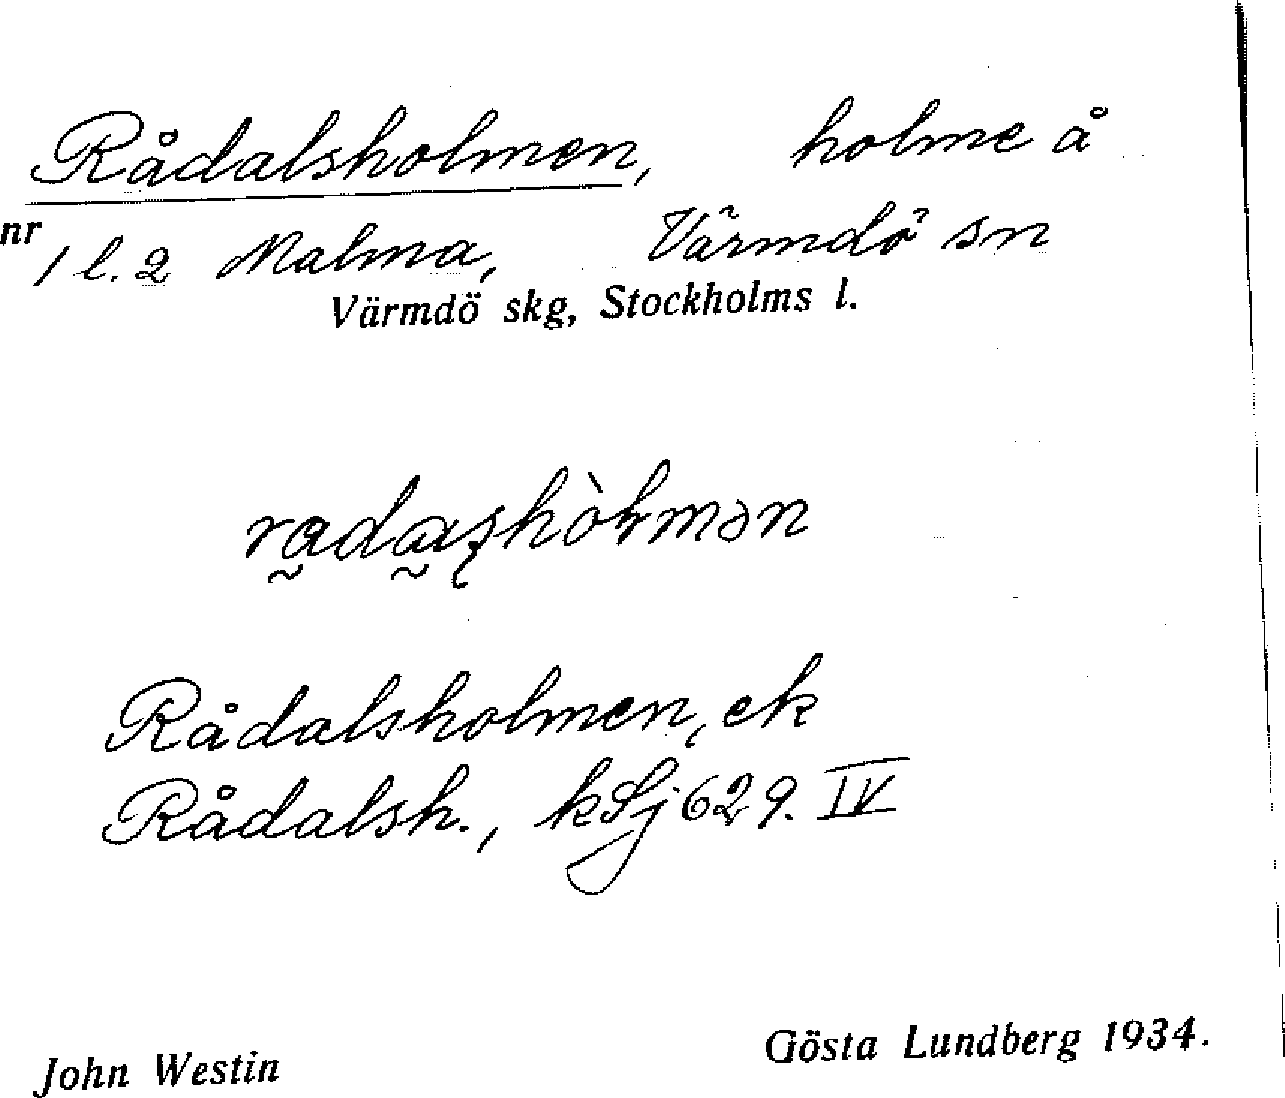 Rådalsholmen, holme å
nr 1 l. 2 Malma, Värmdö sn
Värmdö skg, Stockholms l.
Rådalsholmen, ek
Rådalsh., kSj 629. IV
John Westin Gösta Lundberg 1934.